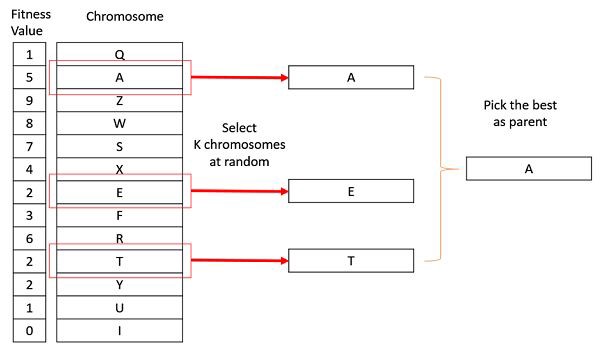 Fitness
Value
Chromosome
1 Q
5 A A
9 Z
8 W
7 S
4 X
2 E E
3 F
6 R
2 T T
2 Y
1 U
0 I
Select
K chromosomes
at random
Pick the best
as parent
A